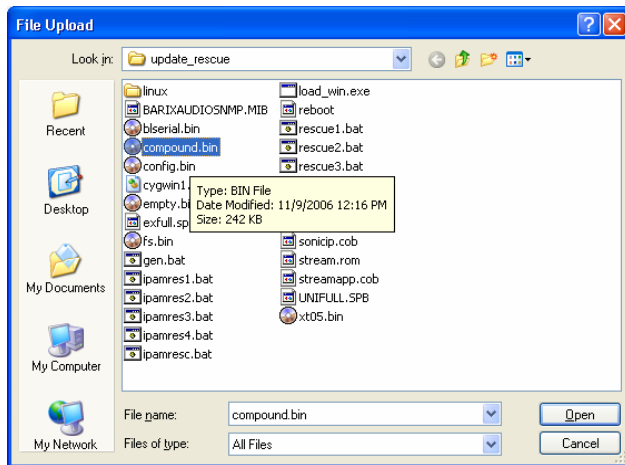 File Upload
Look in:
update_rescue
Recent
Desktop
My Documents
My Computer
My Network
linux
BARIXAUDIOSNMP.MIB
blserial.bin
compound.bin
config.bin
cygwin1.
empty.bi
exfull.sp
fs.bin
gen.bat
ipamres1.bat
ipamres2.bat
ipamres3.bat
ipamres4.bat
ipamresc.bat
load_win.exe
reboot
rescue1.bat
rescue2.bat
rescue3.bat
Type: BIN File
Date Modified: 11/9/2006 12:16 PM
Size: 242 KB
sonicip.cob
stream.rom
streamapp.cob
UNIFULL.SPB
xt05.bin
File name:
compound.bin
Open
Files of type:
All Files
Cancel